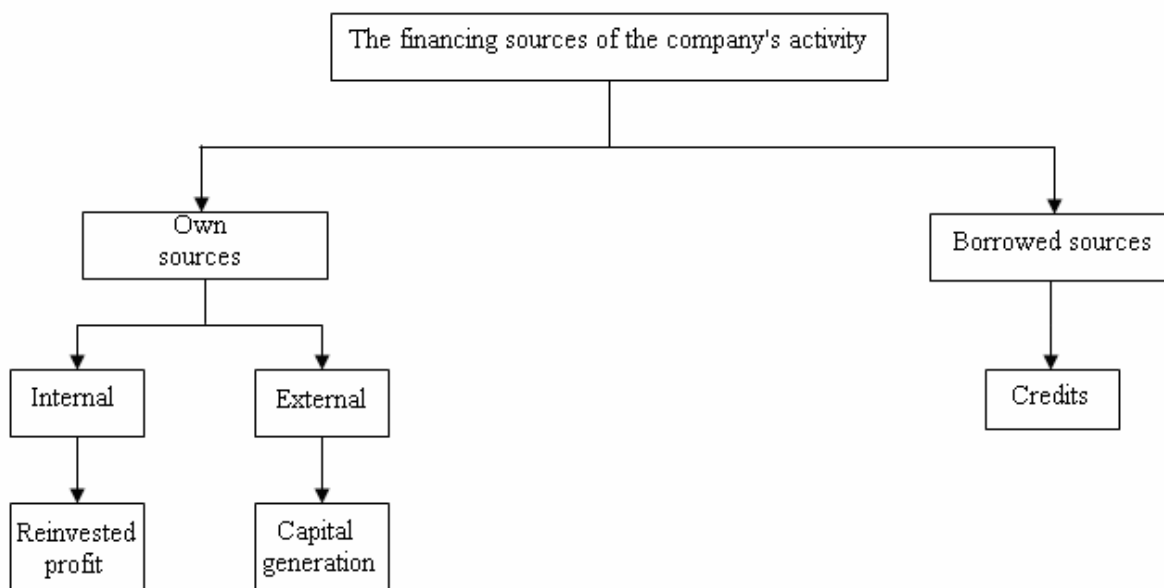 The financing sources of the company's activity
Own
sources
Borrowed sources
Internal
External
Credits
Reinvested
profit
Capital
generation